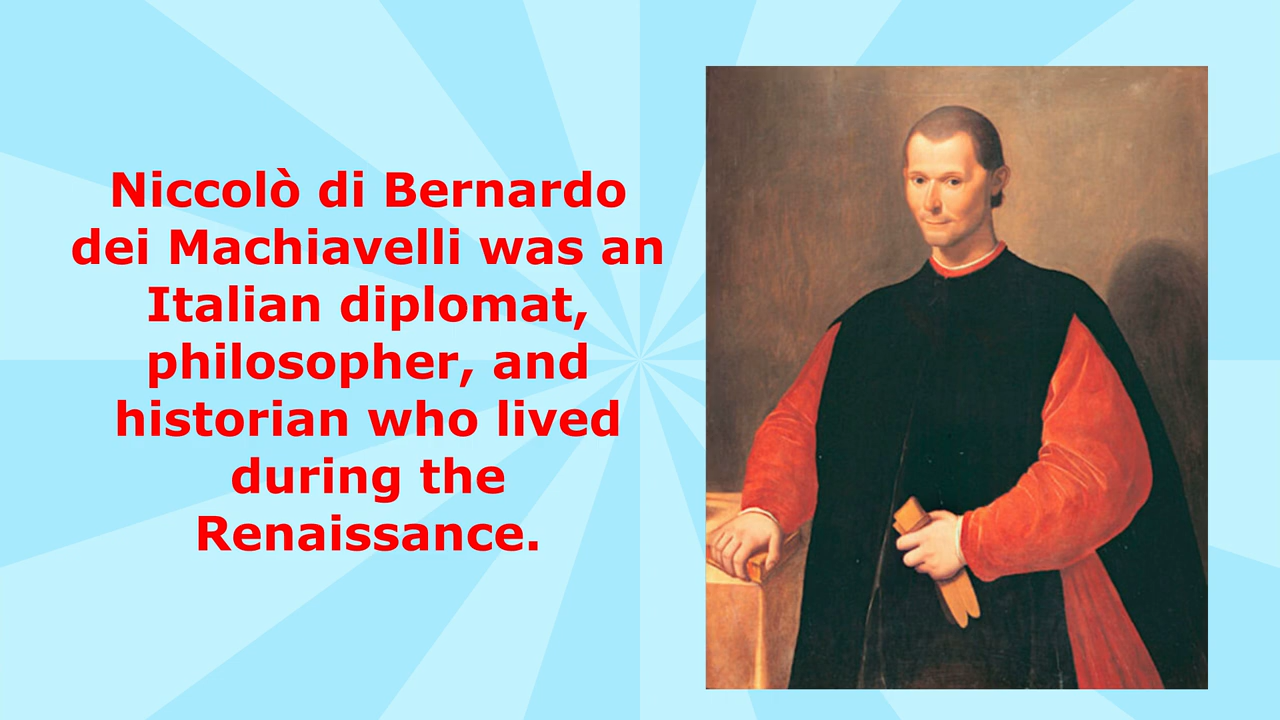 Niccolò di Bernardo
dei Machiavelli was an
Italian diplomat,
philosopher, and
historian who lived
during the
Renaissance.